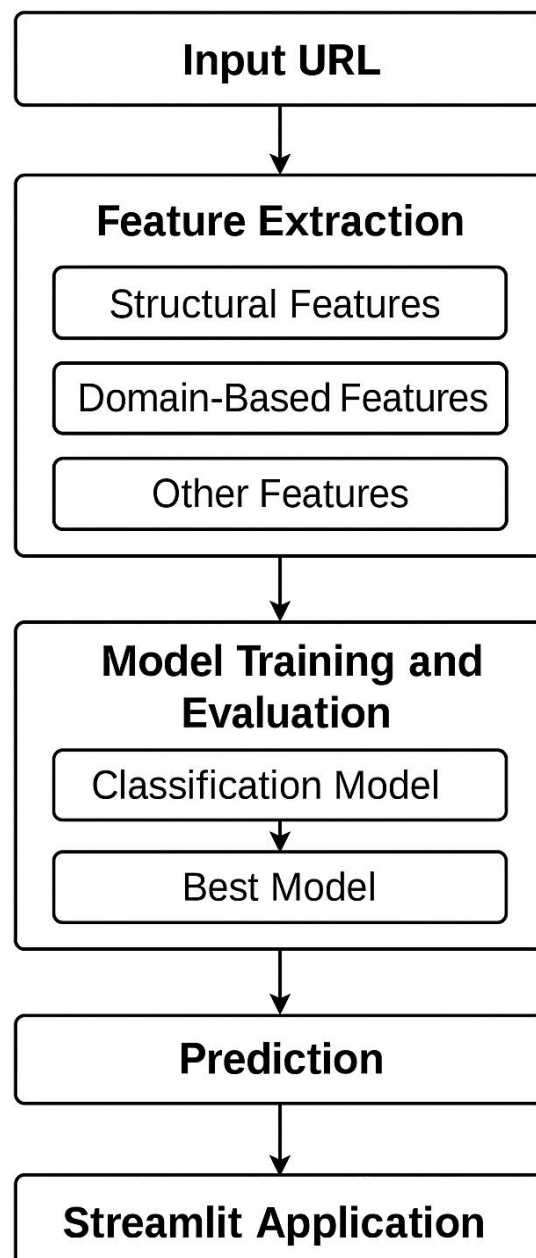 Input URL
Feature Extraction
Structural Features
Domain-Based Features
Other Features
Model Training and
Evaluation
Classification Model
Best Model
Prediction
Streamlit Application